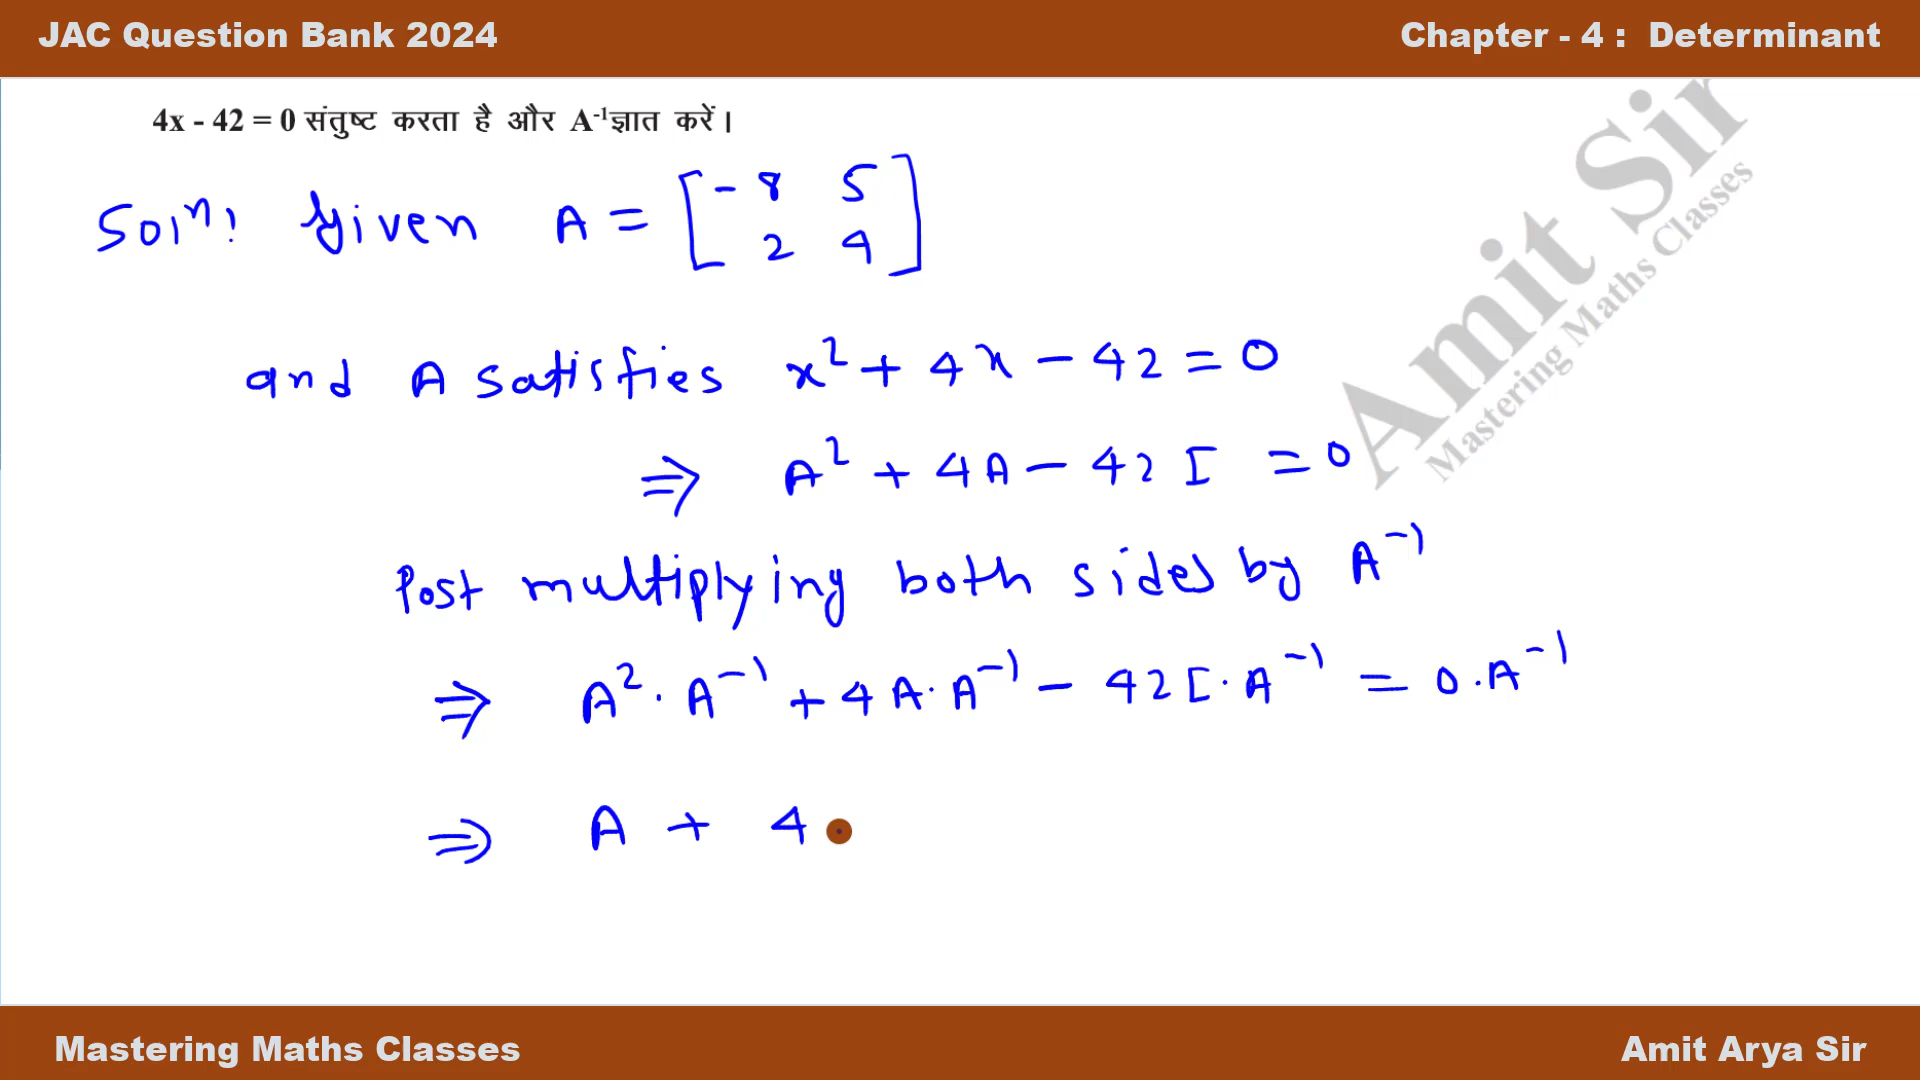 JAC Question Bank 2024
Chapter - 4 : Determinant
4x - 42 = 0 संतुष्ट करता है और A⁻¹ज्ञात करें।
Solⁿ: Given A = [-8 5
2 4]
and A satisfies x² + 4x - 42 = 0
⇒ A² + 4A - 42 I = 0
Post multiplying both sides by A⁻¹
⇒ A² · A⁻¹ + 4 A · A⁻¹ - 42 I · A⁻¹ = 0 · A⁻¹
⇒ A + 4
Amit Sir
Mastering Maths Classes
Mastering Maths Classes
Amit Arya Sir